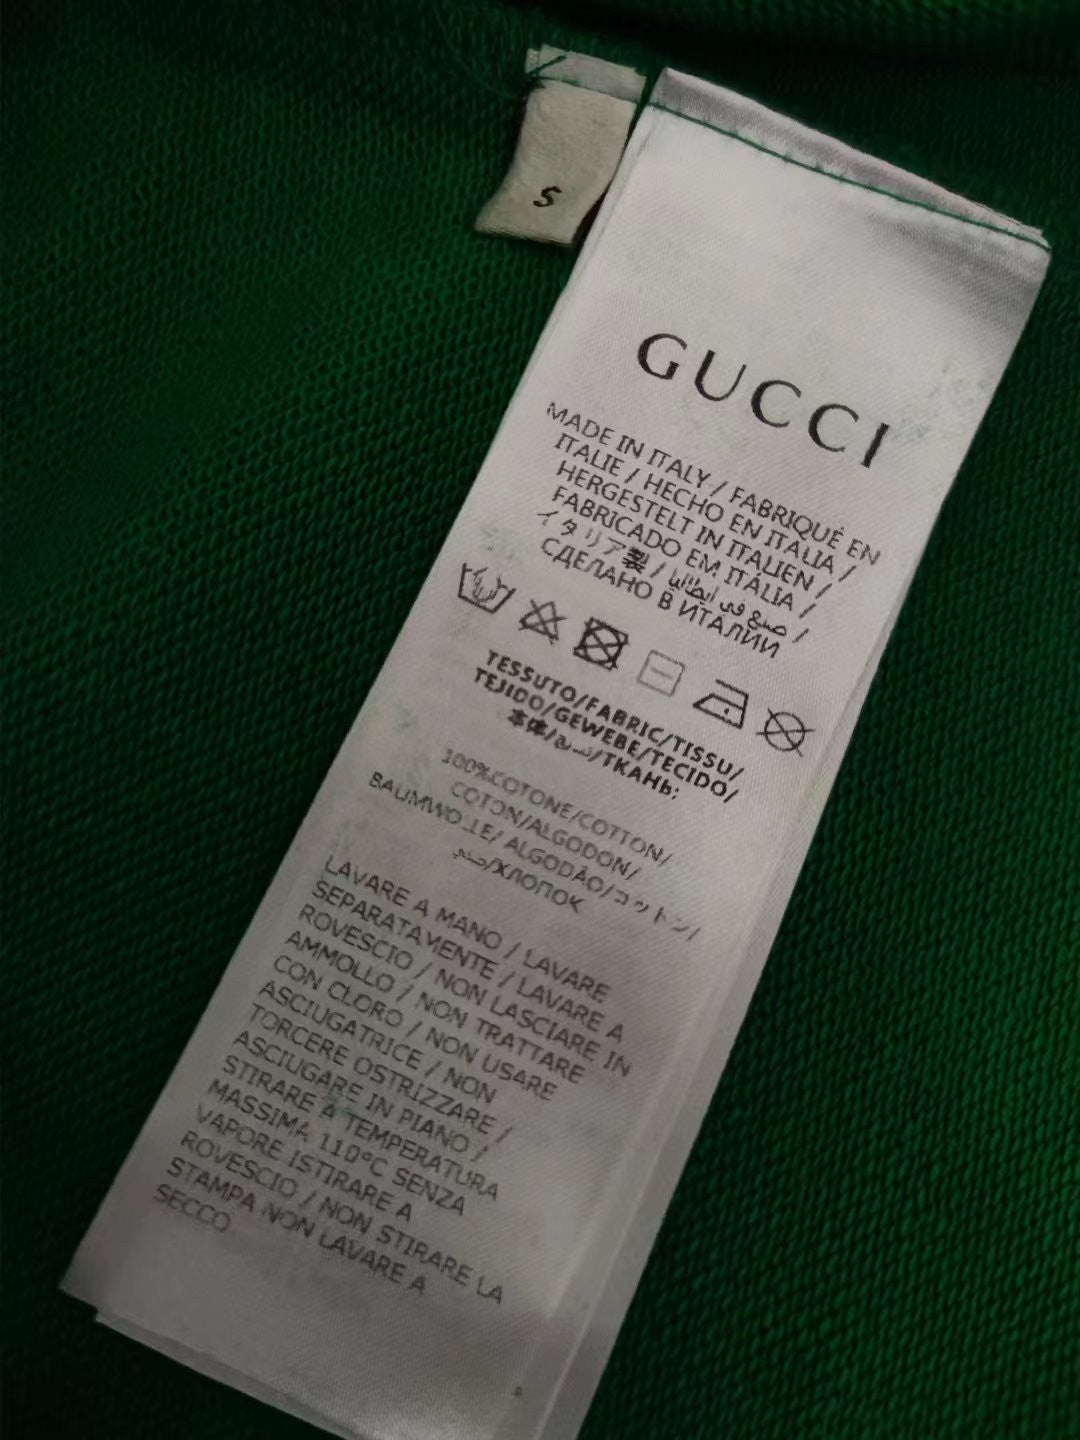 S
GUCCI
MADE IN ITALY / FABRIQUÉ EN
ITALIE / HECHO EN ITALIA /
HERGESTELT IN ITALIEN /
FABRICADO EM ITÁLIA /
イタリア製 / صنع في ايطاليا /
СДЕЛАНО В ИТАЛИИ
TESSUTO/FABRIC/TISSU/
TEJIDO/GEWEBE/TECIDO/
本体/ /ТКАНЬ:
100%COTONE/COTTON/
COTON/ALGODON/
BAUMWOLLE/ ALGODÃO/コットン/
/ХЛОПОК
LAVARE A MANO / LAVARE
SEPARATAMENTE / LAVARE A
ROVESCIO / NON LASCIARE IN
AMMOLLO / NON TRATTARE
CON CLORO / NON USARE
ASCIUGATRICE / NON
TORCERE OSTRIZZARE /
ASCIUGARE IN PIANO /
STIRARE A TEMPERATURA
MASSIMA 110°C SENZA
VAPORE ISTIRARE A
ROVESCIO / NON STIRARE LA
STAMPA NON LAVARE A
SECCO